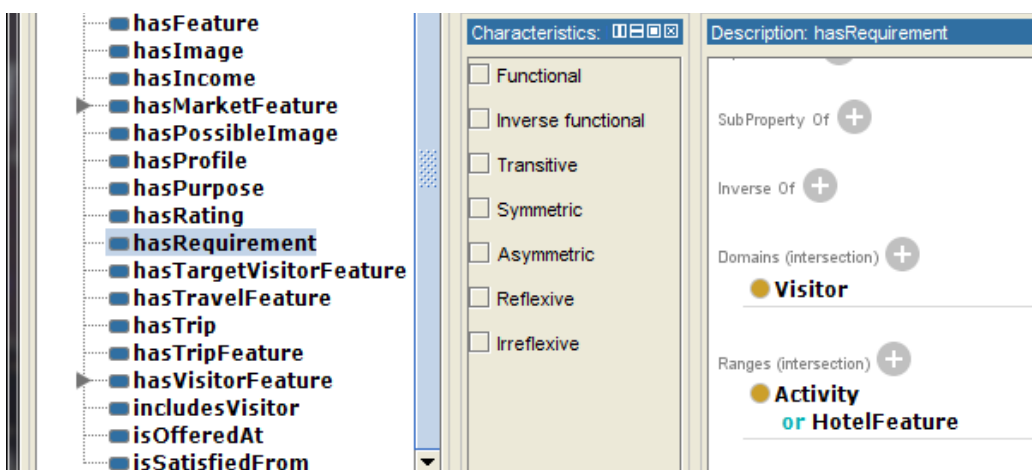 hasFeature
hasImage
hasIncome
hasMarketFeature
hasPossibleImage
hasProfile
hasPurpose
hasRating
hasRequirement
hasTargetVisitorFeature
hasTravelFeature
hasTrip
hasTripFeature
hasVisitorFeature
includesVisitor
isOfferedAt
isSatisfiedFrom
Characteristics:
Functional
Inverse functional
Transitive
Symmetric
Asymmetric
Reflexive
Irreflexive
Description: hasRequirement
SubProperty Of
Inverse Of
Domains (intersection)
Visitor
Ranges (intersection)
Activity
or HotelFeature